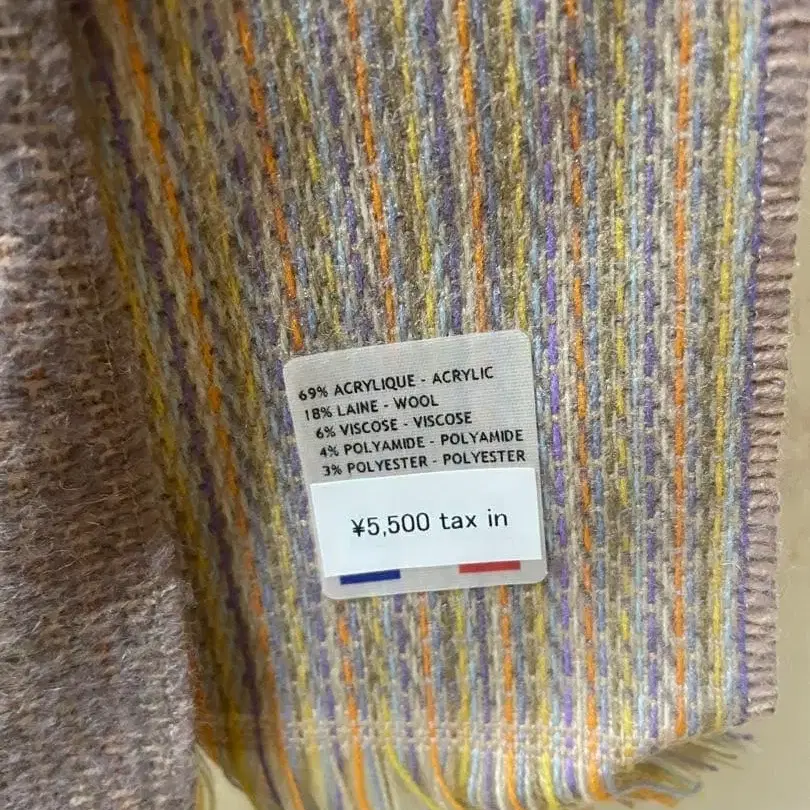 69% ACRYLIQUE - ACRYLIC
18% LAINE - WOOL
6% VISCOSE - VISCOSE
4% POLYAMIDE - POLYAMIDE
3% POLYESTER - POLYESTER
¥5,500 tax in